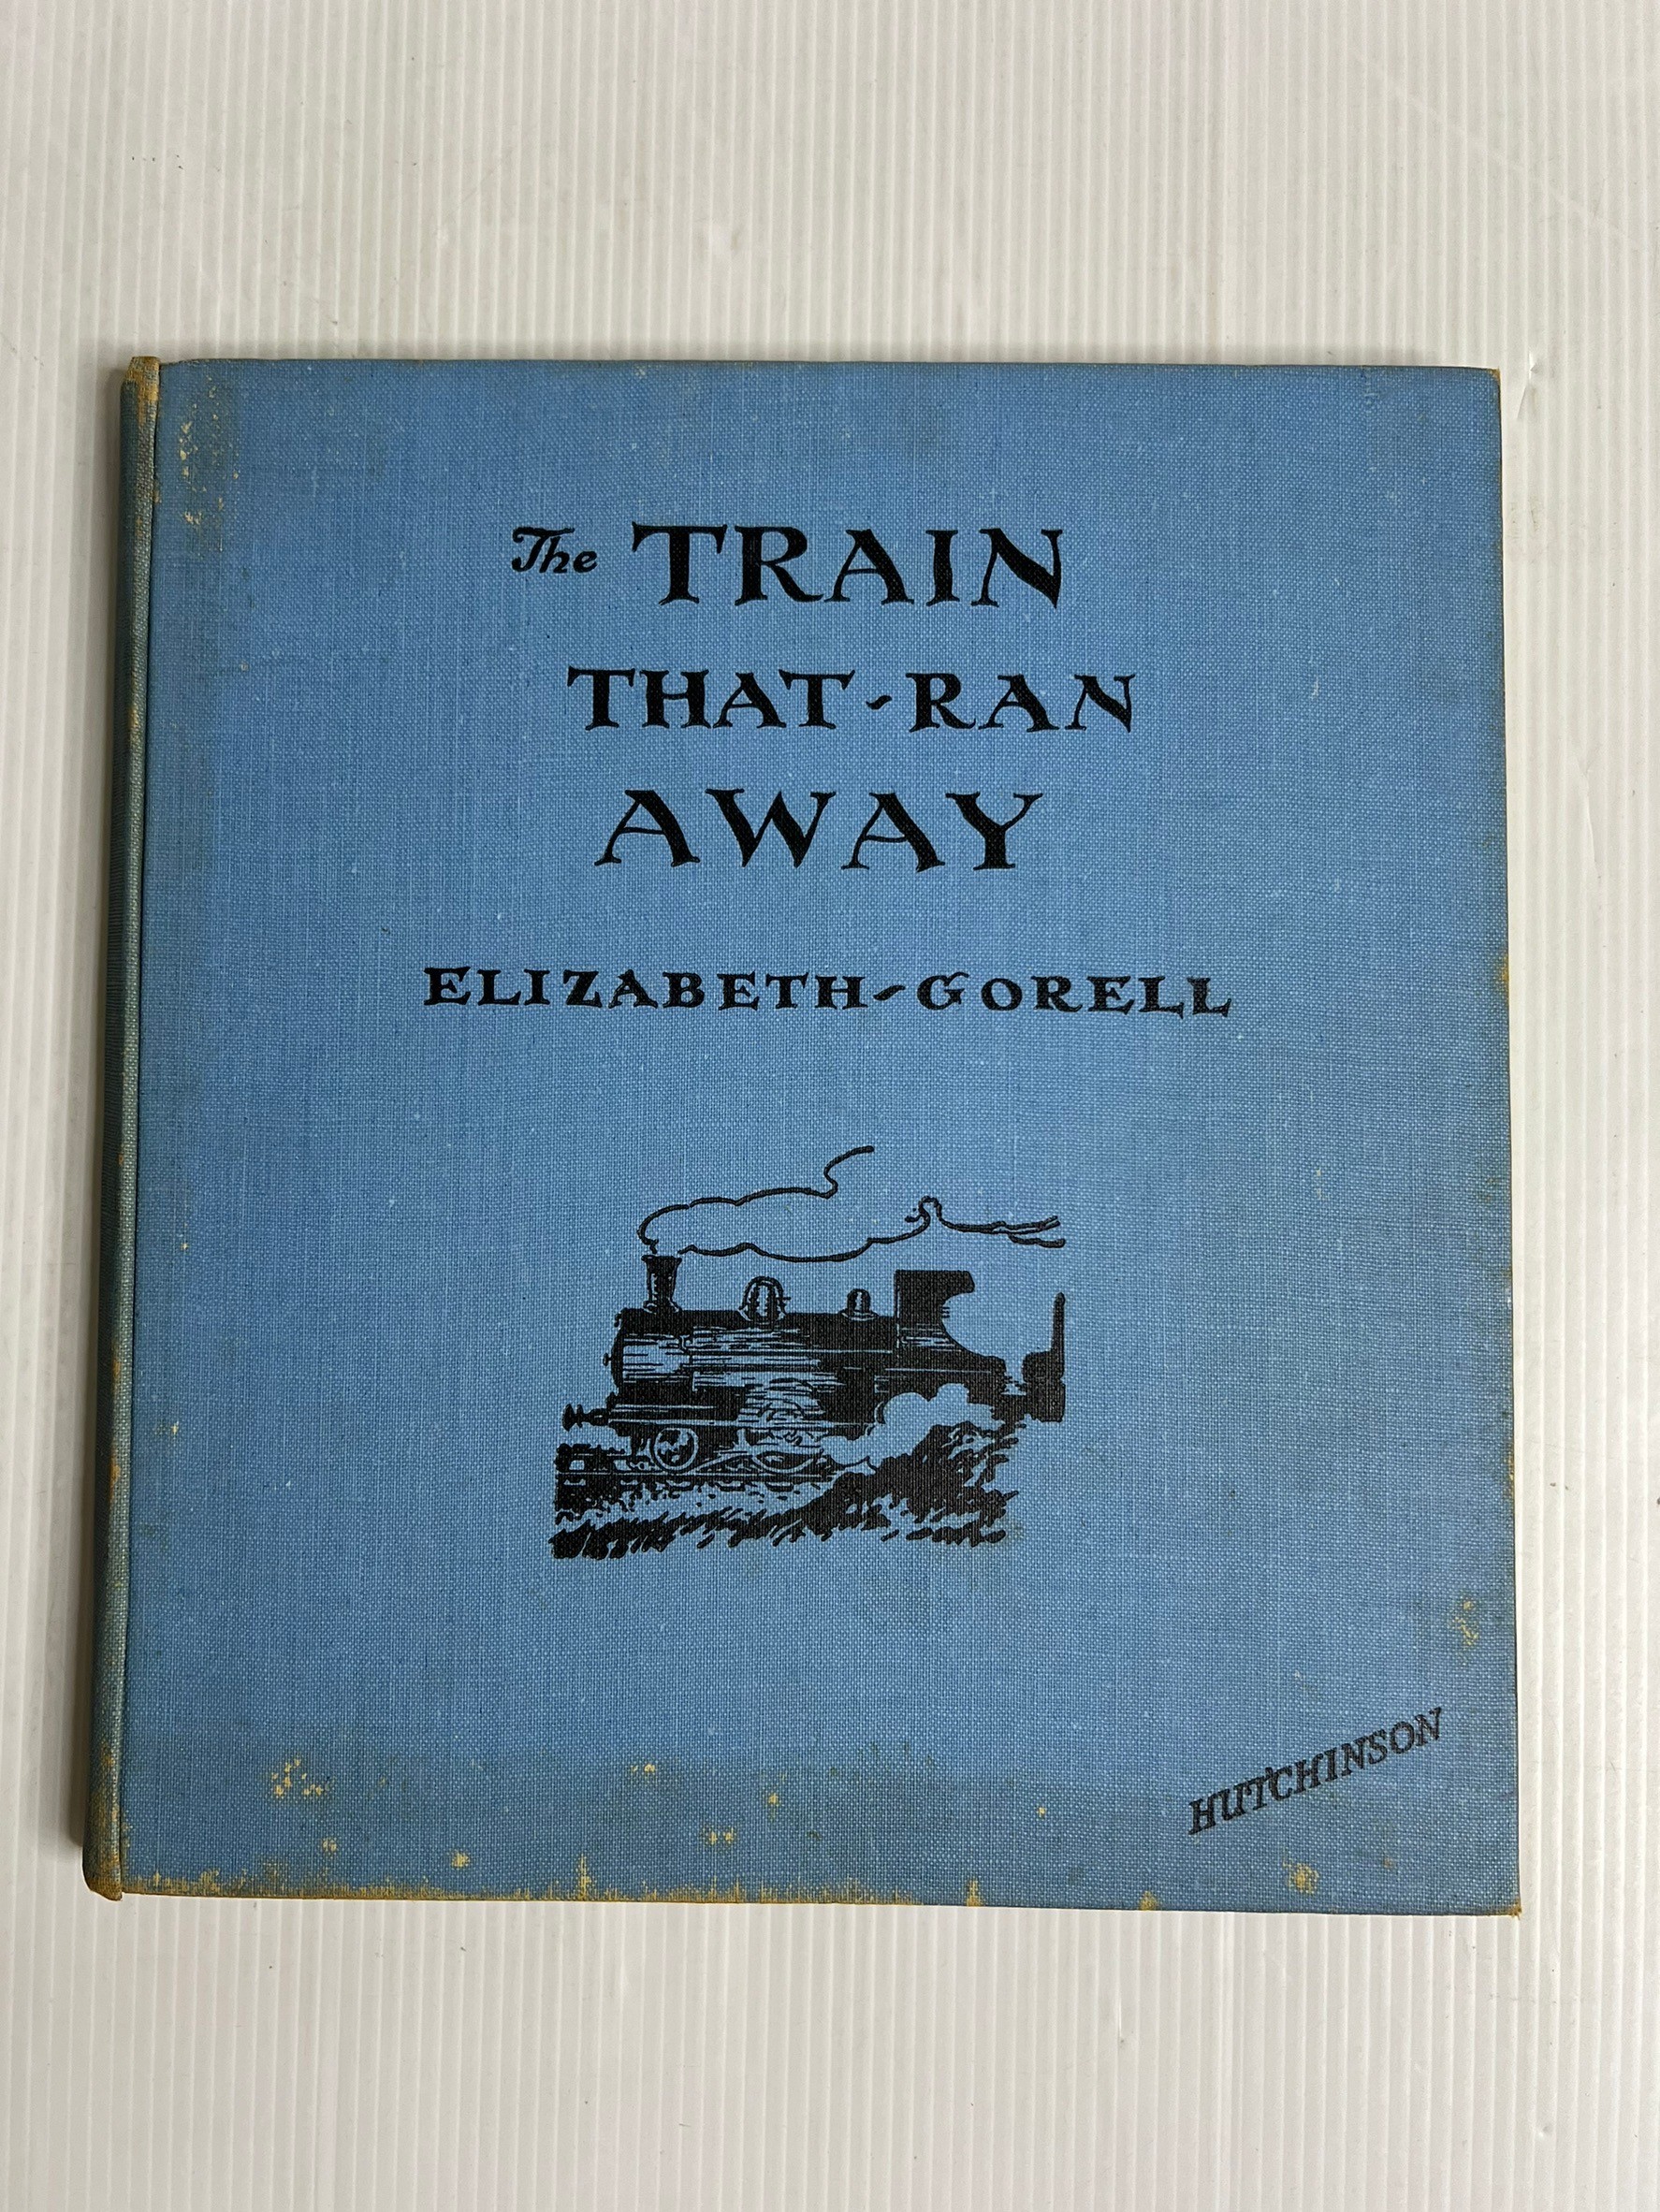 The TRAIN
THAT-RAN
AWAY
ELIZABETH-GORELL
HUTCHINSON